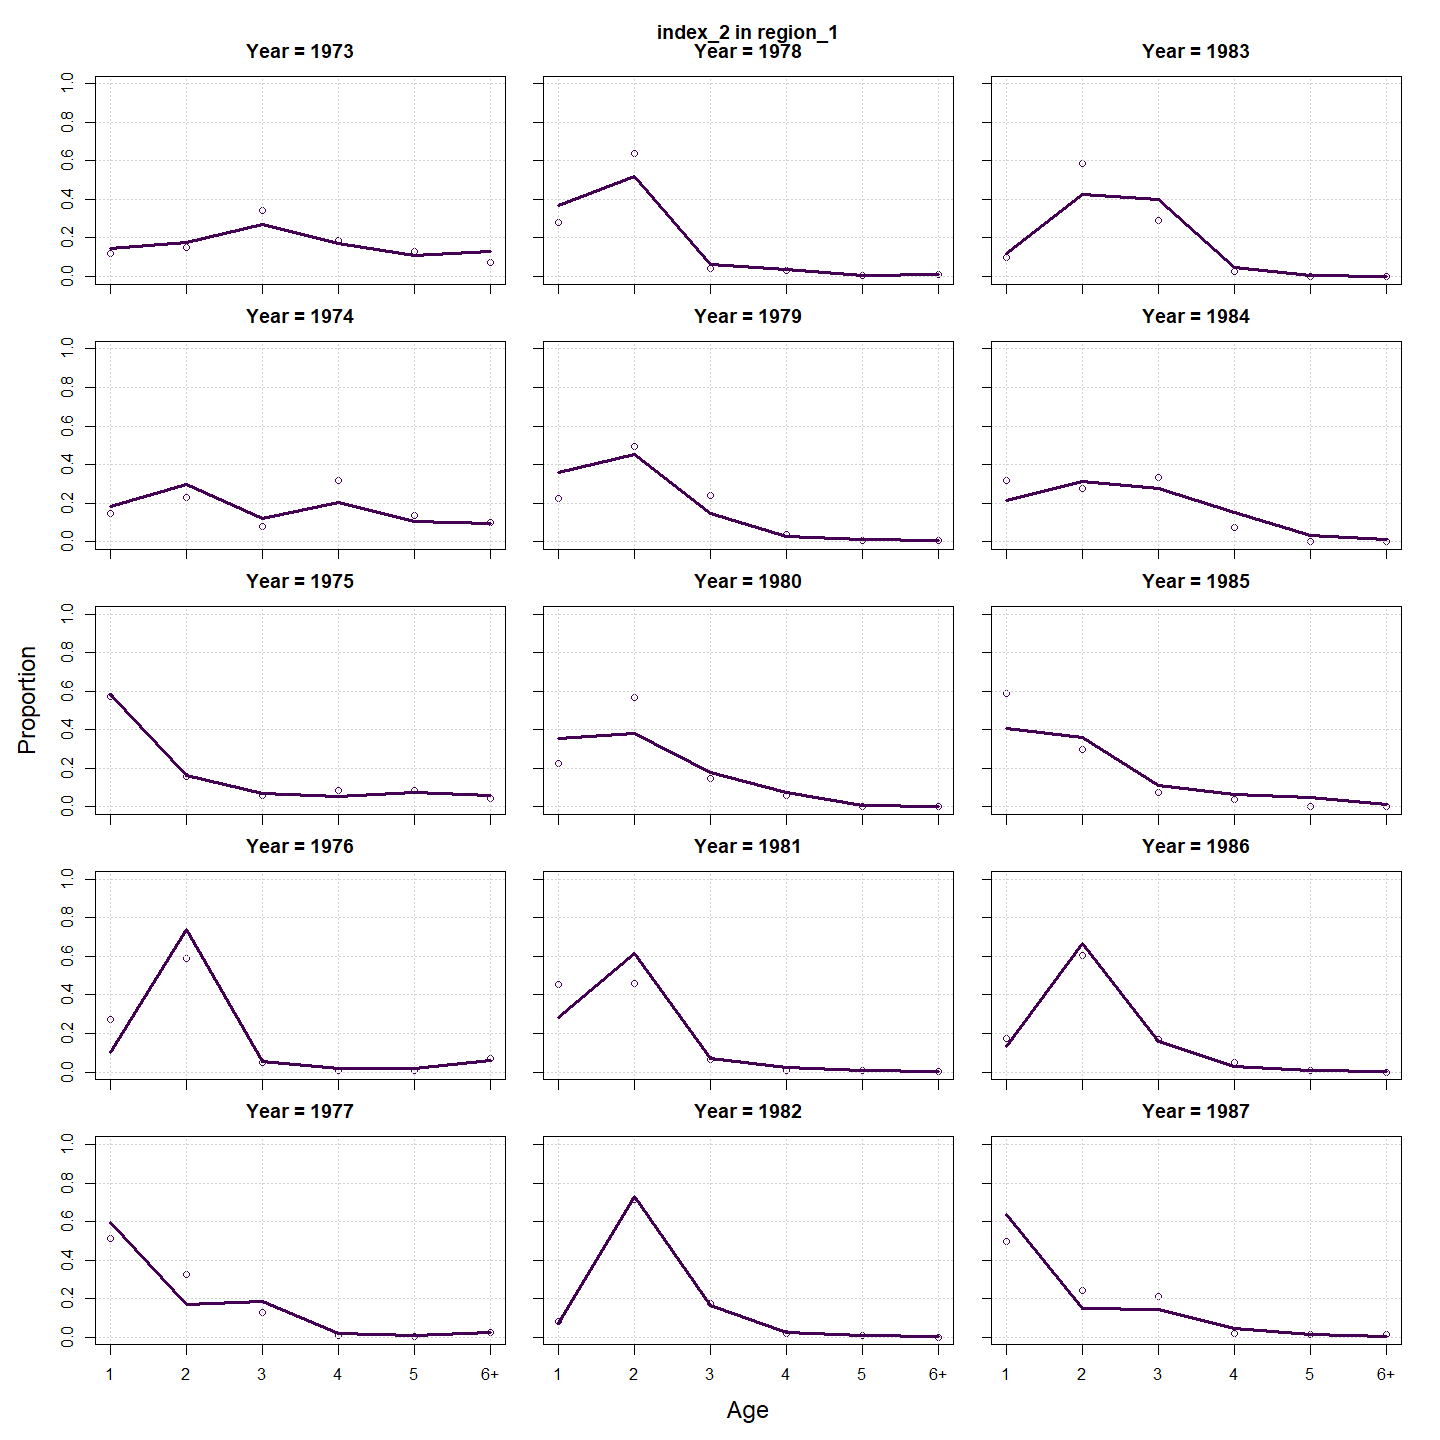 index_2 in region_1
Year = 1973
Year = 1978
Year = 1983
1.0
0.8
0.6
0.4
0.2
0.0
Year = 1974
Year = 1979
Year = 1984
1.0
0.8
0.6
0.4
0.2
0.0
Year = 1975
Year = 1980
Year = 1985
1.0
0.8
0.6
0.4
0.2
0.0
Proportion
Year = 1976
Year = 1981
Year = 1986
1.0
0.8
0.6
0.4
0.2
0.0
Year = 1977
Year = 1982
Year = 1987
1.0
0.8
0.6
0.4
0.2
0.0
1 2 3 4 5 6+
1 2 3 4 5 6+
1 2 3 4 5 6+
Age